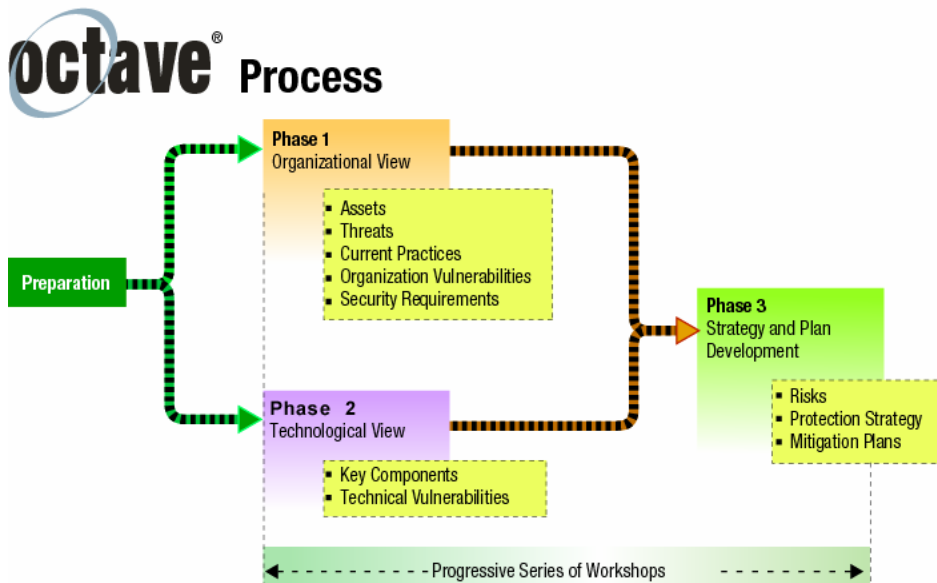 octave® Process
Phase 1
Organizational View
▪ Assets
▪ Threats
▪ Current Practices
▪ Organization Vulnerabilities
▪ Security Requirements
Preparation
Phase 2
Technological View
▪ Key Components
▪ Technical Vulnerabilities
Phase 3
Strategy and Plan
Development
▪ Risks
▪ Protection Strategy
▪ Mitigation Plans
Progressive Series of Workshops